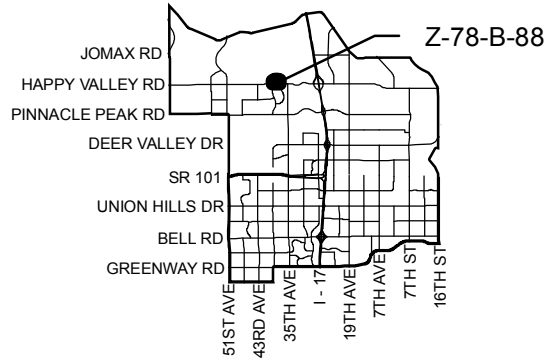 Z-78-B-88
JOMAX RD
HAPPY VALLEY RD
PINNACLE PEAK RD
DEER VALLEY DR
SR 101
UNION HILLS DR
BELL RD
GREENWAY RD
51ST AVE
43RD AVE
35TH AVE
I - 17
19TH AVE
7TH AVE
7TH ST
16TH ST